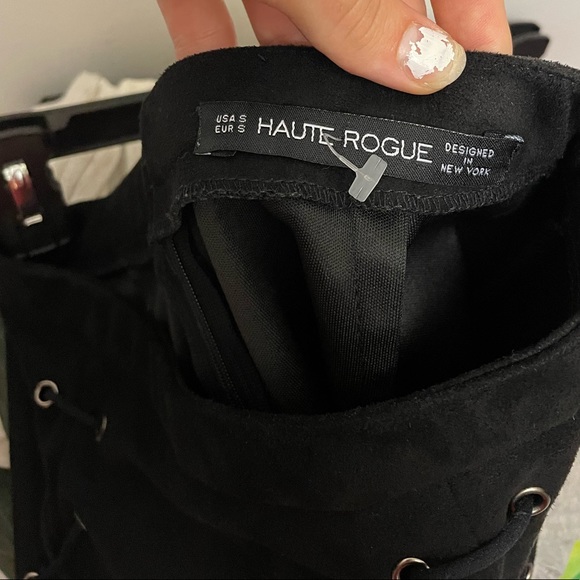 USA S
EUR S
HAUTE ROGUE
DESIGNED
IN
NEW YORK